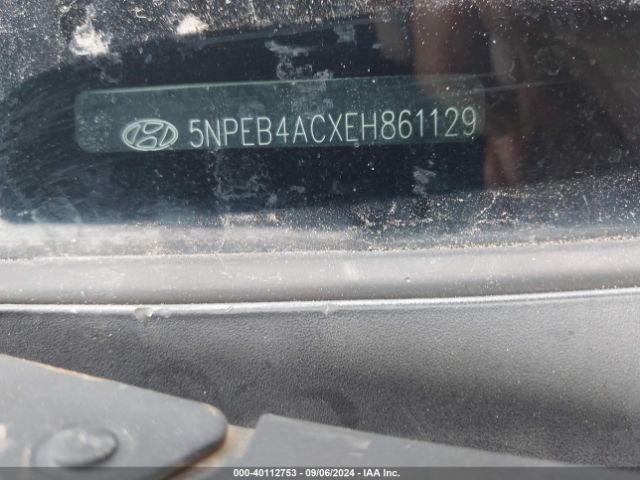 5NPEB4ACXEH861129
000-40112753 - 09/06/2024 - IAA Inc.